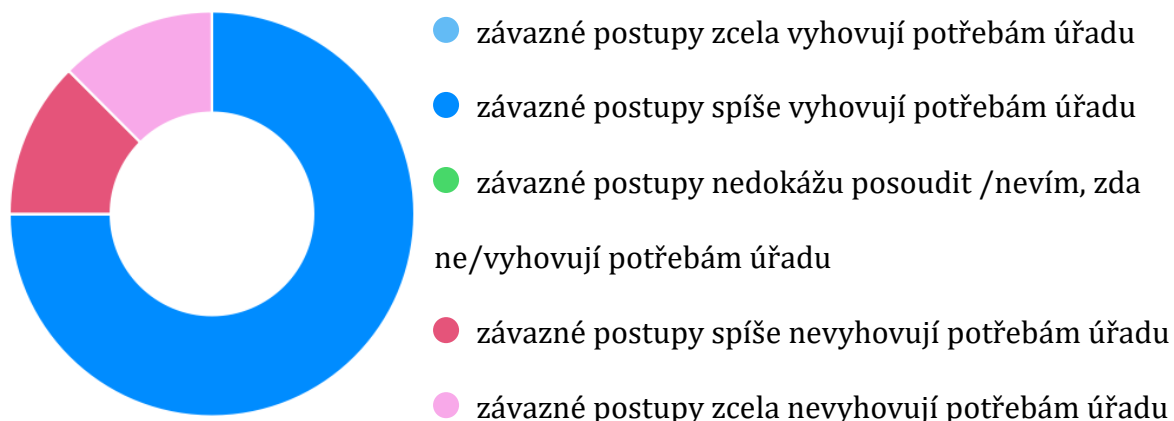 závazné postupy zcela vyhovují potřebám úřadu
závazné postupy spíše vyhovují potřebám úřadu
závazné postupy nedokážu posoudit /nevím, zda
ne/vyhovují potřebám úřadu
závazné postupy spíše nevyhovují potřebám úřadu
závazné postupy zcela nevyhovují potřebám úřadu